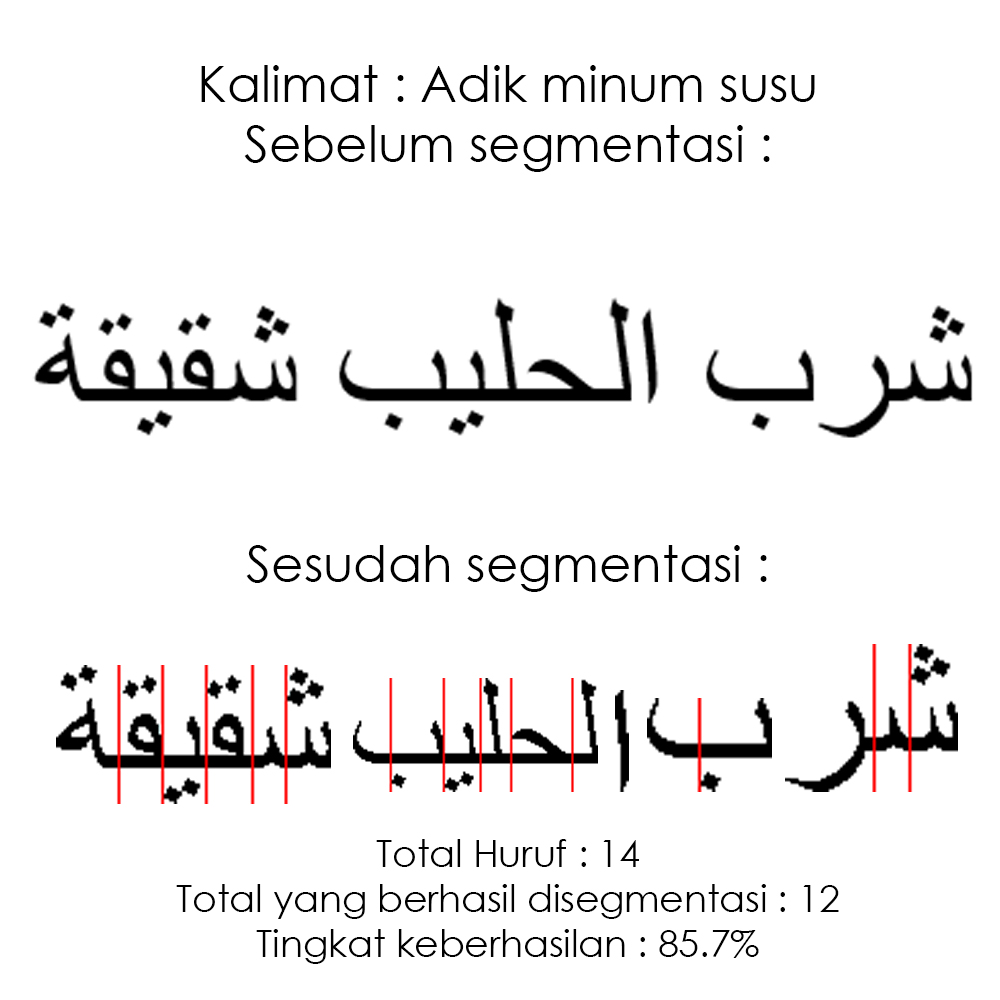 Kalimat : Adik minum susu
Sebelum segmentasi :
شرب الحليب شقيقة
Sesudah segmentasi :
شرب الحليب شقيقة
Total Huruf : 14
Total yang berhasil disegmentasi : 12
Tingkat keberhasilan : 85.7%